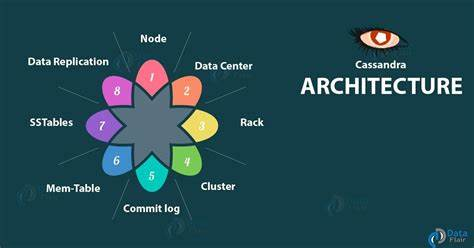 Node
Data Replication
Data Center
1
8
2
SSTables
7
3
Rack
6
4
5
Mem-Table
Cluster
Commit log
Cassandra
ARCHITECTURE
Data
Flair